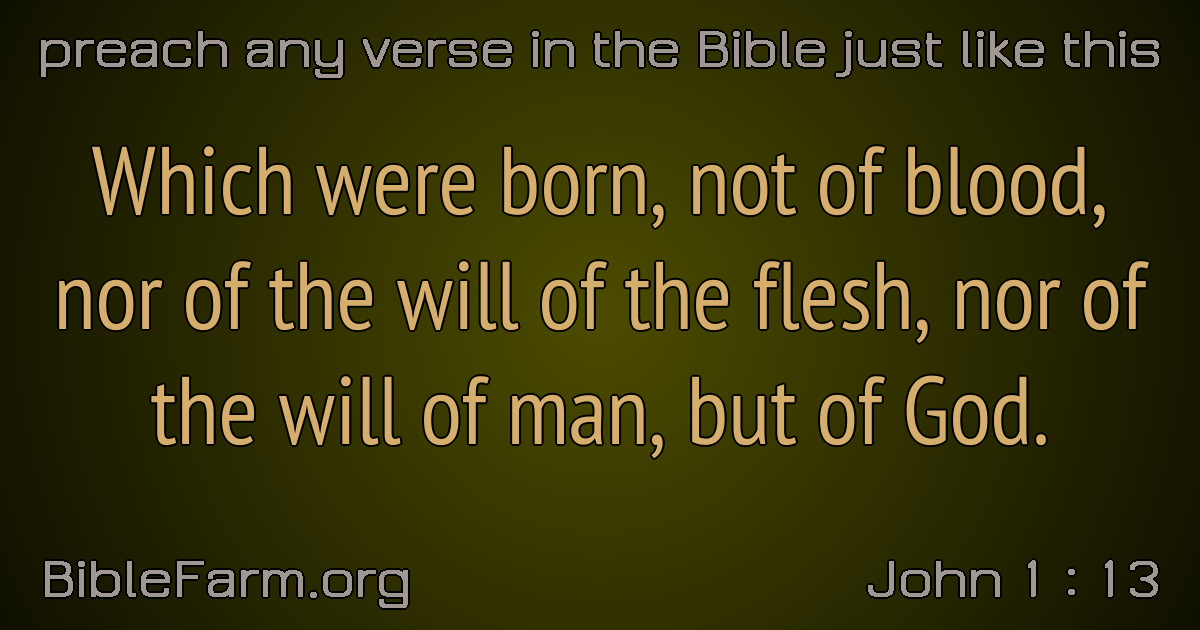 preach any verse in the Bible just like this
Which were born, not of blood,
nor of the will of the flesh, nor of
the will of man, but of God.
BibleFarm.org
John 1 : 13